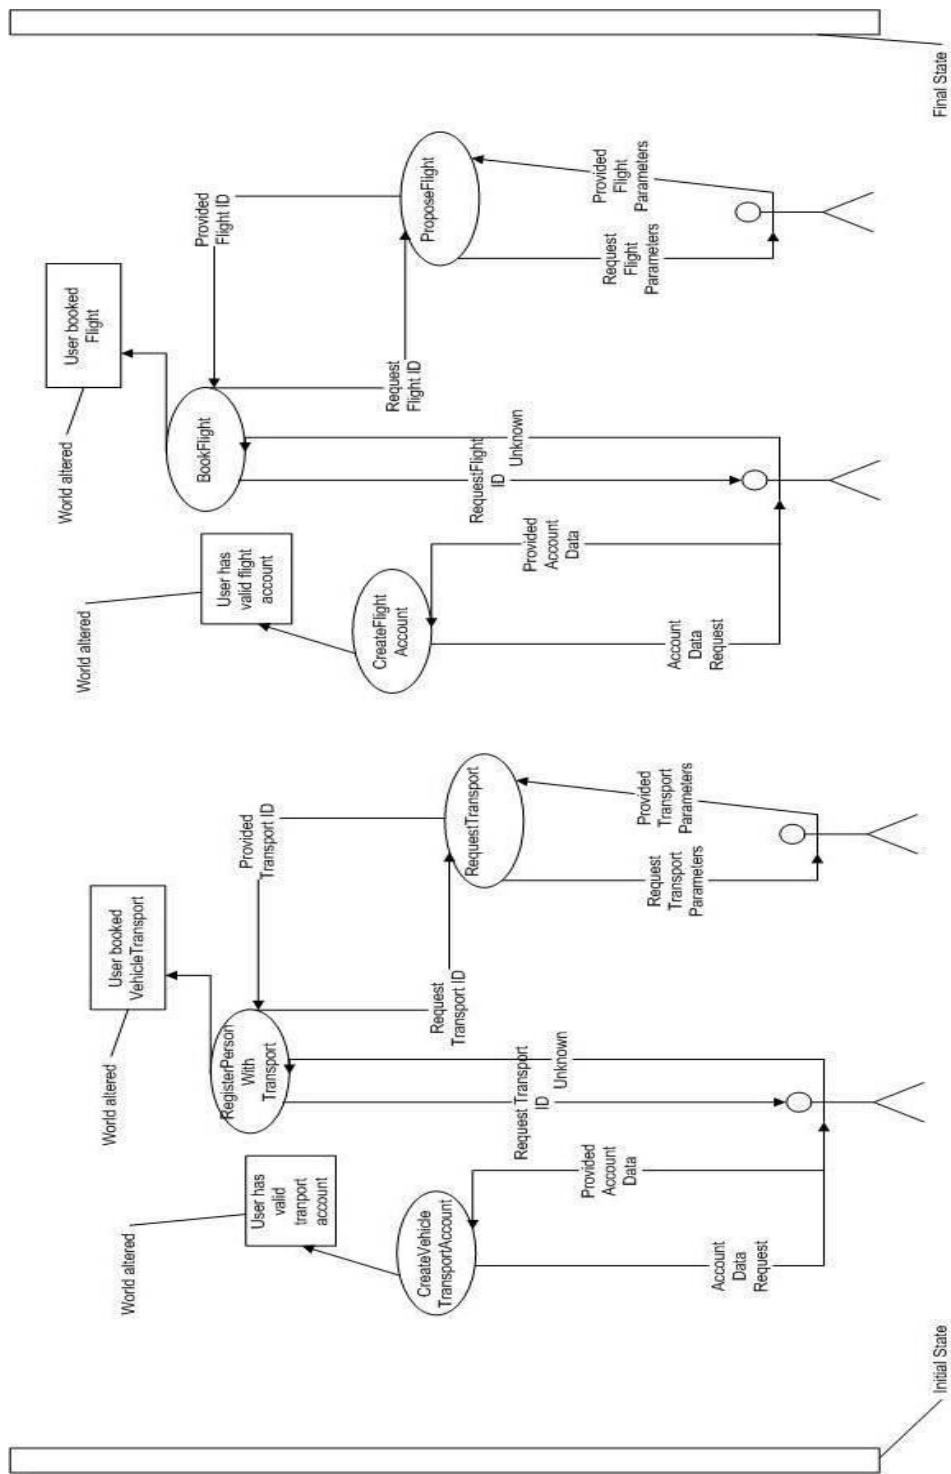 Initial State
World altered
User has
valid
tranport
account
CreateVehicle
TransportAccount
Account
Data
Request
Provided
Account
Data
World altered
User booked
VehicleTransport
RegisterPerson
With
Transport
Request Transport
ID
Unknown
Request
Transport ID
Provided
Transport ID
RequestTransport
Request
Transport
Parameters
Provided
Transport
Parameters
World altered
User has
valid flight
account
CreateFlight
Account
Account
Data
Request
Provided
Account
Data
World altered
User booked
Flight
BookFlight
RequestFlight
ID
Unknown
Request
Flight ID
Provided
Flight ID
ProposeFlight
Request
Flight
Parameters
Provided
Flight
Parameters
Final State